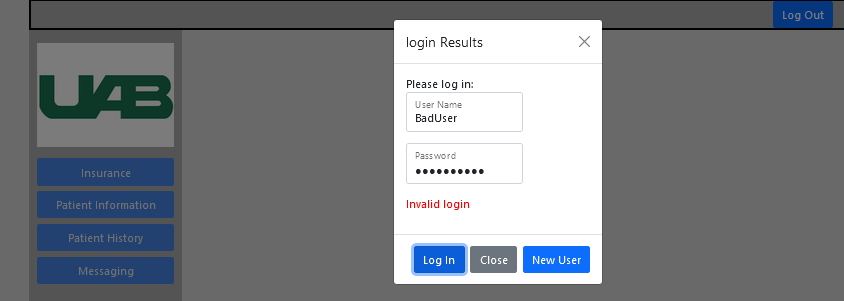 Log Out
login Results
Please log in:
User Name
BadUser
Password
••••••••••
Invalid login
Log In
Close
New User
UAB
Insurance
Patient Information
Patient History
Messaging